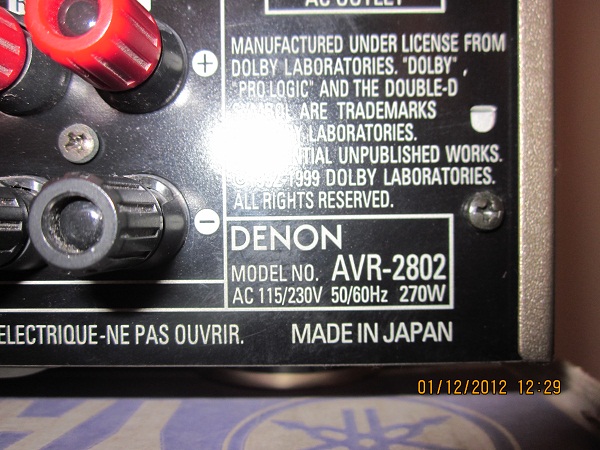 AC OUTLET
MANUFACTURED UNDER LICENSE FROM
DOLBY LABORATORIES. "DOLBY",
"PRO LOGIC" AND THE DOUBLE-D
ARE TRADEMARKS
LABORATORIES.
UNPUBLISHED WORKS.
1999 DOLBY LABORATORIES.
ALL RIGHTS RESERVED.
+
−
DENON
MODEL NO. AVR-2802
AC 115/230V 50/60Hz 270W
ELECTRIQUE-NE PAS OUVRIR.
MADE IN JAPAN
01/12/2012 12:29